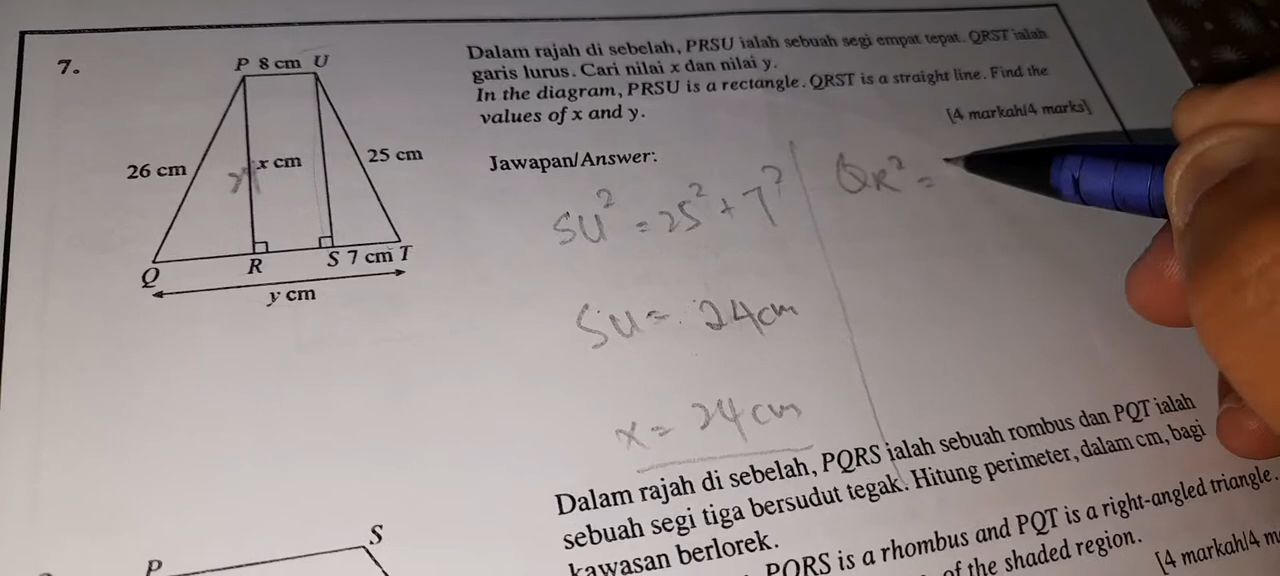 7.
P 8 cm U
26 cm
x cm
25 cm
Q
R
S 7 cm T
y cm
Dalam rajah di sebelah, PRSU ialah sebuah segi empat tepat. QRST ialah
garis lurus. Cari nilai x dan nilai y.
In the diagram, PRSU is a rectangle. QRST is a straight line. Find the
values of x and y.
[4 markah/4 marks]
Jawapan/Answer:
SU² = 25² + 7²
SU = 24cm
x = 24cm
QR² =
Dalam rajah di sebelah, PQRS ialah sebuah rombus dan PQT ialah
sebuah segi tiga bersudut tegak. Hitung perimeter, dalam cm, bagi
kawasan berlorek.
PQRS is a rhombus and PQT is a right-angled triangle.
of the shaded region.
[4 markah/4 m
P
S